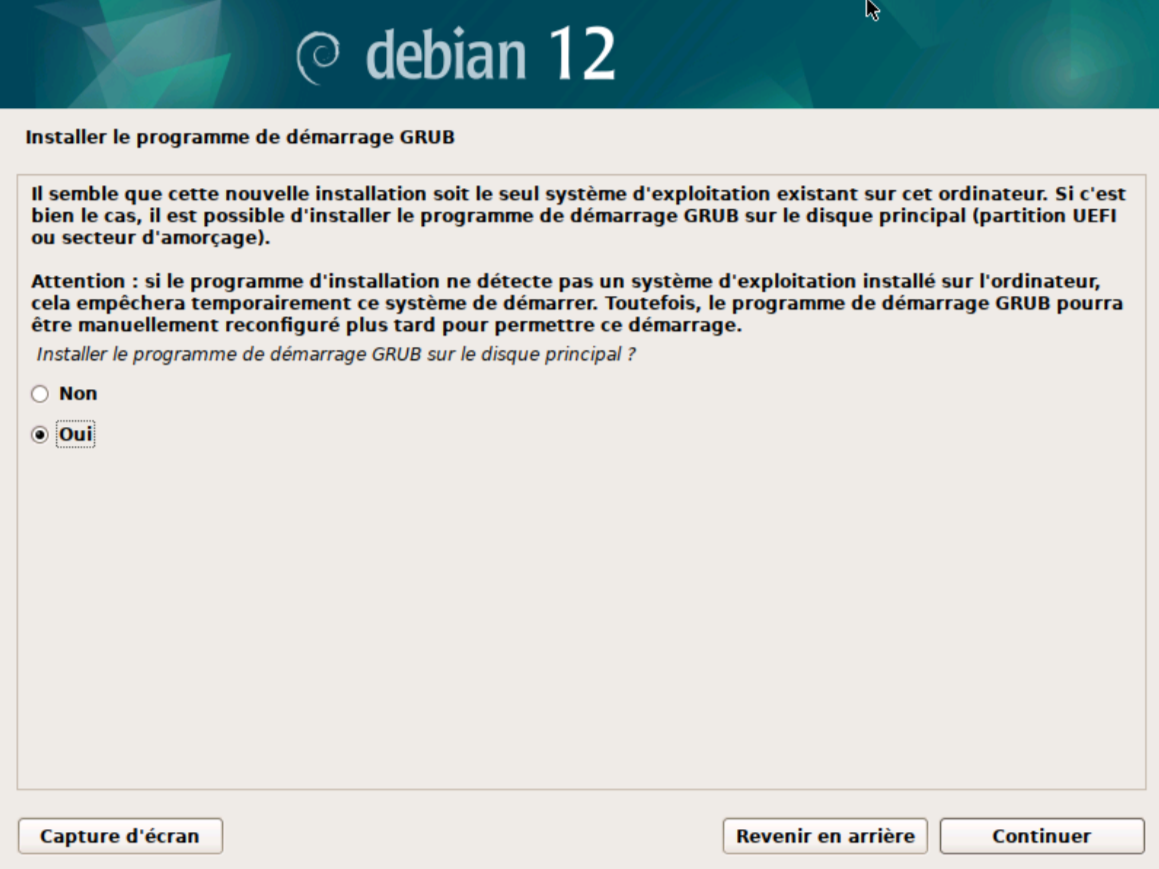 debian 12
Installer le programme de démarrage GRUB
Il semble que cette nouvelle installation soit le seul système d'exploitation existant sur cet ordinateur. Si c'est
bien le cas, il est possible d'installer le programme de démarrage GRUB sur le disque principal (partition UEFI
ou secteur d'amorçage).
Attention : si le programme d'installation ne détecte pas un système d'exploitation installé sur l'ordinateur,
cela empêchera temporairement ce système de démarrer. Toutefois, le programme de démarrage GRUB pourra
être manuellement reconfiguré plus tard pour permettre ce démarrage.
Installer le programme de démarrage GRUB sur le disque principal ?
Non
Oui
Capture d'écran
Revenir en arrière
Continuer